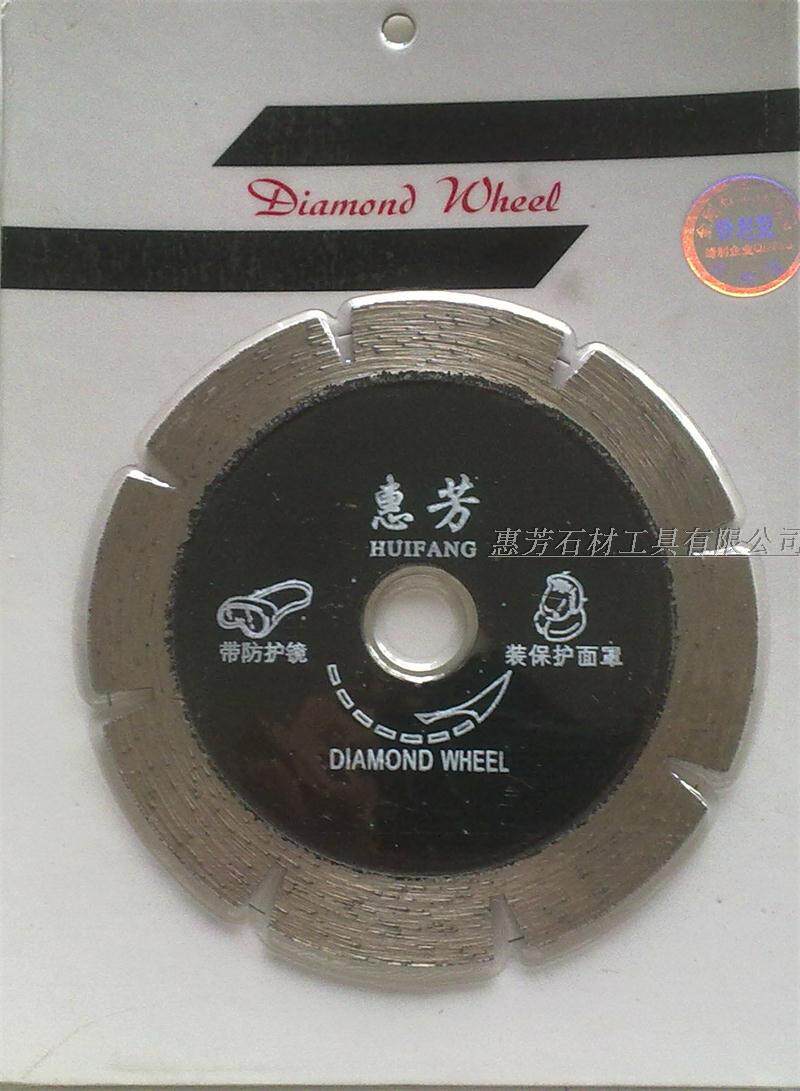 Diamond Wheel
惠芳
HUIFANG
惠芳石材工具有限公司
带防护镜
装保护面罩
DIAMOND WHEEL